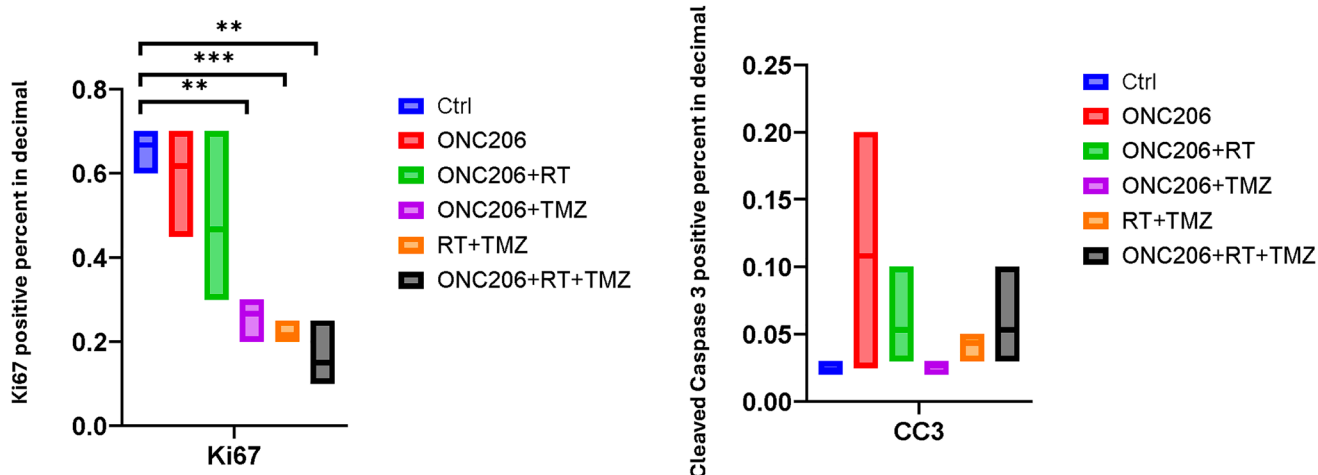 **
***
**
Ki67 positive percent in decimal
0.8
0.6
0.4
0.2
0.0
Ki67
Ctrl
ONC206
ONC206+RT
ONC206+TMZ
RT+TMZ
ONC206+RT+TMZ
Cleaved Caspase 3 positive percent in decimal
0.25
0.20
0.15
0.10
0.05
0.00
CC3
Ctrl
ONC206
ONC206+RT
ONC206+TMZ
RT+TMZ
ONC206+RT+TMZ